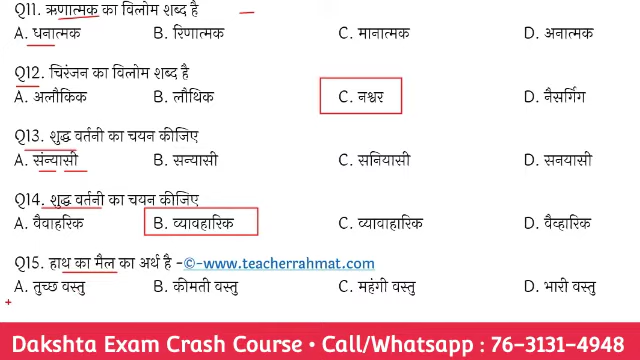 Q11. ऋणात्मक का विलोम शब्द है
A. धनात्मक B. रिणात्मक C. मानात्मक D. अनात्मक
Q12. चिरंजन का विलोम शब्द है
A. अलौकिक B. लौथिक C. नश्वर D. नैसर्गिग
Q13. शुद्ध वर्तनी का चयन कीजिए
A. संन्यासी B. सन्यासी C. सनियासी D. सनयासी
Q14. शुद्ध वर्तनी का चयन कीजिए
A. वैवाहरिक B. व्यावहारिक C. व्यावाहारिक D. वैव्हारिक
Q15. हाथ का मैल का अर्थ है -©-www.teacherrahmat.com
A. तुच्छ वस्तु B. कीमती वस्तु C. महंगी वस्तु D. भारी वस्तु
Dakshta Exam Crash Course • Call/Whatsapp : 76-3131-4948